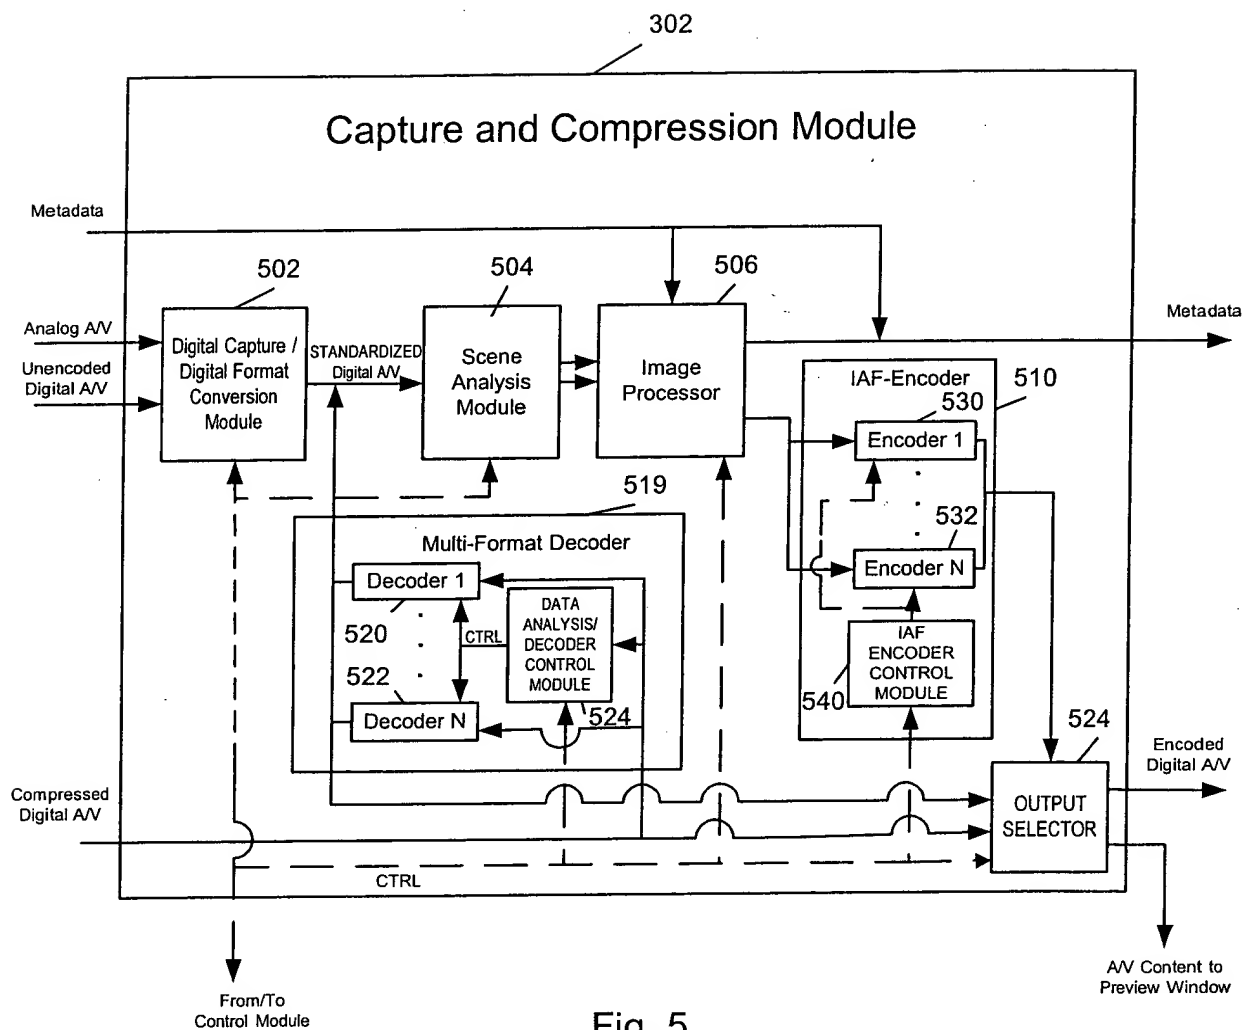 302
Capture and Compression Module
Metadata
502
504
506
Metadata
Analog A/V
Unencoded
Digital A/V
Digital Capture /
Digital Format
Conversion
Module
STANDARDIZED
Digital A/V
Scene
Analysis
Module
Image
Processor
IAF-Encoder
510
530
Encoder 1
532
Encoder N
IAF
ENCODER
CONTROL
MODULE
540
519
Multi-Format Decoder
Decoder 1
520
CTRL
DATA
ANALYSIS/
DECODER
CONTROL
MODULE
522
Decoder N
524
524
Encoded
Digital A/V
Compressed
Digital A/V
OUTPUT
SELECTOR
CTRL
A/V Content to
Preview Window
From/To
Control Module
Fig. 5